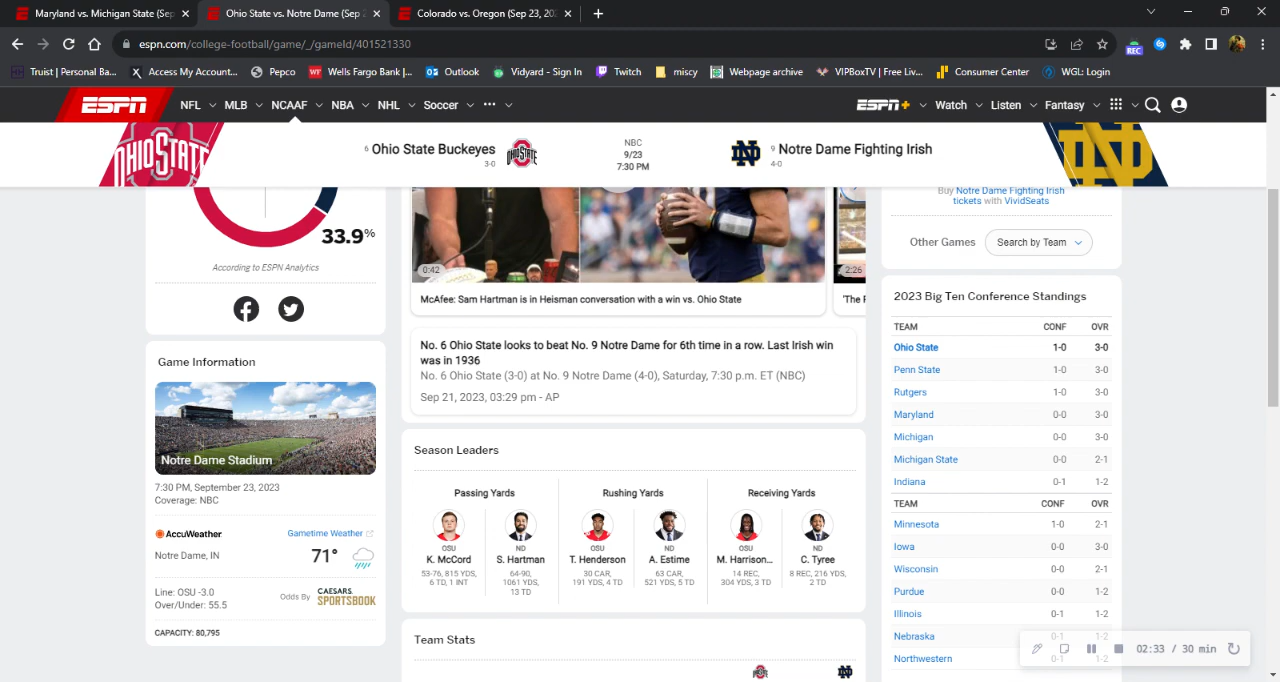 Maryland vs. Michigan State (Sep
Ohio State vs. Notre Dame (Sep 2
Colorado vs. Oregon (Sep 23, 20
espn.com/college-football/game/_/gameId/401521330
REC
Truist | Personal Ba...
Access My Account...
Pepco
Wells Fargo Bank |...
Outlook
Vidyard - Sign In
Twitch
miscy
Webpage archive
VIPBoxTV | Free Liv...
Consumer Center
WGL: Login
ESPN
NFL
MLB
NCAAF
NBA
NHL
Soccer
ESPN+
Watch
Listen
Fantasy
OHIO STATE
6 Ohio State Buckeyes
3-0
OHIO STATE
NBC
9/23
7:30 PM
9 Notre Dame Fighting Irish
4-0
33.9%
According to ESPN Analytics
0:42
2:26
McAfee: Sam Hartman is in Heisman conversation with a win vs. Ohio State
'The F
Buy Notre Dame Fighting Irish
tickets with VividSeats
Other Games
Search by Team
No. 6 Ohio State looks to beat No. 9 Notre Dame for 6th time in a row. Last Irish win
was in 1936
No. 6 Ohio State (3-0) at No. 9 Notre Dame (4-0), Saturday, 7:30 p.m. ET (NBC)
Sep 21, 2023, 03:29 pm - AP
Game Information
Notre Dame Stadium
7:30 PM, September 23, 2023
Coverage: NBC
AccuWeather
Gametime Weather
Notre Dame, IN
71°
Line: OSU -3.0
Over/Under: 55.5
Odds By
CAESARS
SPORTSBOOK
CAPACITY: 80,795
Season Leaders
Passing Yards
Rushing Yards
Receiving Yards
OSU
K. McCord
53-76, 815 YDS,
6 TD, 1 INT
ND
S. Hartman
64-90,
1061 YDS,
13 TD
OSU
T. Henderson
30 CAR,
191 YDS, 4 TD
ND
A. Estime
63 CAR,
521 YDS, 5 TD
OSU
M. Harrison...
14 REC,
304 YDS, 3 TD
ND
C. Tyree
8 REC, 216 YDS,
2 TD
Team Stats
2023 Big Ten Conference Standings
TEAM CONF OVR
Ohio State 1-0 3-0
Penn State 1-0 3-0
Rutgers 1-0 3-0
Maryland 0-0 3-0
Michigan 0-0 3-0
Michigan State 0-0 2-1
Indiana 0-1 1-2
TEAM CONF OVR
Minnesota 1-0 2-1
Iowa 0-0 3-0
Wisconsin 0-0 2-1
Purdue 0-0 1-2
Illinois 0-1 1-2
Nebraska 0-1 1-2
Northwestern 0-1 1-2
02:33 / 30 min